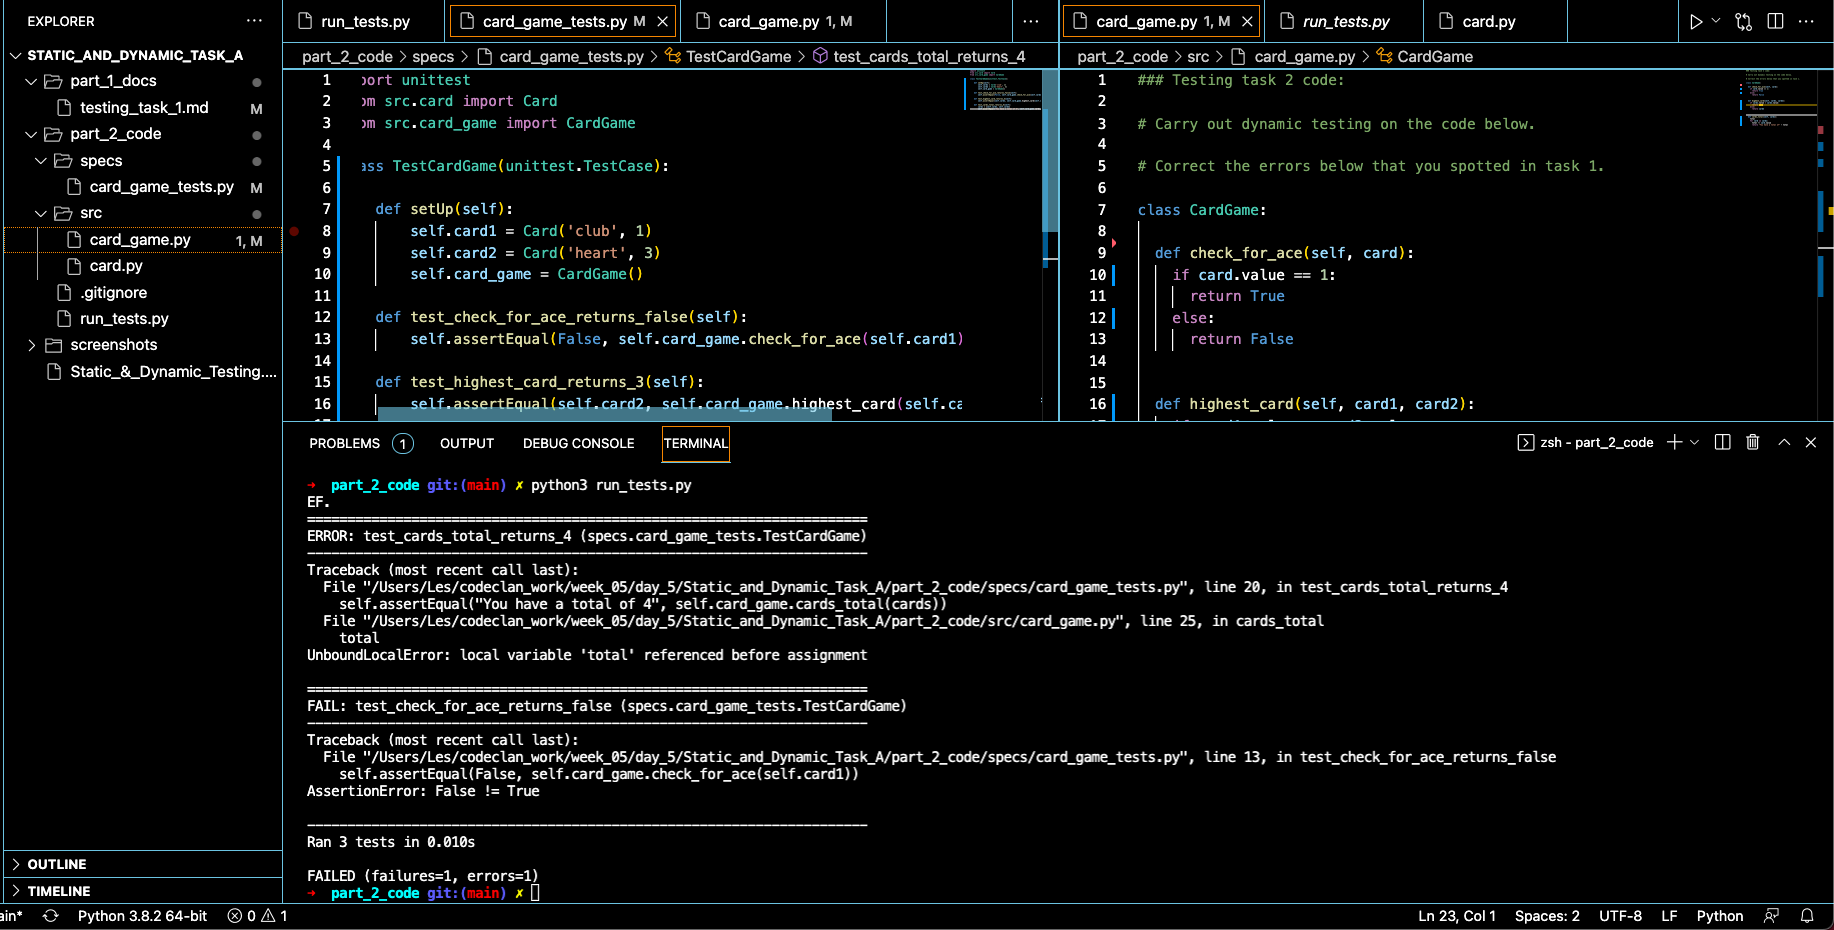 EXPLORER ...
STATIC_AND_DYNAMIC_TASK_A
part_1_docs
testing_task_1.md M
part_2_code
specs
card_game_tests.py M
src
card_game.py 1, M
card.py
.gitignore
run_tests.py
screenshots
Static_&_Dynamic_Testing....
OUTLINE
TIMELINE
run_tests.py
card_game_tests.py M
card_game.py 1, M
...
part_2_code > specs > card_game_tests.py > TestCardGame > test_cards_total_returns_4
1 port unittest
2 om src.card import Card
3 om src.card_game import CardGame
4
5 ass TestCardGame(unittest.TestCase):
6
7 def setUp(self):
8 self.card1 = Card('club', 1)
9 self.card2 = Card('heart', 3)
10 self.card_game = CardGame()
11
12 def test_check_for_ace_returns_false(self):
13 self.assertEqual(False, self.card_game.check_for_ace(self.card1)
14
15 def test_highest_card_returns_3(self):
16 self.assertEqual(self.card2, self.card_game.highest_card(self.ca
card_game.py 1, M
run_tests.py
card.py
...
part_2_code > src > card_game.py > CardGame
1 ### Testing task 2 code:
2
3 # Carry out dynamic testing on the code below.
4
5 # Correct the errors below that you spotted in task 1.
6
7 class CardGame:
8
9 def check_for_ace(self, card):
10 if card.value == 1:
11 return True
12 else:
13 return False
14
15
16 def highest_card(self, card1, card2):
PROBLEMS 1 OUTPUT DEBUG CONSOLE TERMINAL
zsh - part_2_code
→ part_2_code git:(main) ✗ python3 run_tests.py
EF.
======================================================================
ERROR: test_cards_total_returns_4 (specs.card_game_tests.TestCardGame)
----------------------------------------------------------------------
Traceback (most recent call last):
File "/Users/Les/codeclan_work/week_05/day_5/Static_and_Dynamic_Task_A/part_2_code/specs/card_game_tests.py", line 20, in test_cards_total_returns_4
self.assertEqual("You have a total of 4", self.card_game.cards_total(cards))
File "/Users/Les/codeclan_work/week_05/day_5/Static_and_Dynamic_Task_A/part_2_code/src/card_game.py", line 25, in cards_total
total
UnboundLocalError: local variable 'total' referenced before assignment
======================================================================
FAIL: test_check_for_ace_returns_false (specs.card_game_tests.TestCardGame)
----------------------------------------------------------------------
Traceback (most recent call last):
File "/Users/Les/codeclan_work/week_05/day_5/Static_and_Dynamic_Task_A/part_2_code/specs/card_game_tests.py", line 13, in test_check_for_ace_returns_false
self.assertEqual(False, self.card_game.check_for_ace(self.card1))
AssertionError: False != True
----------------------------------------------------------------------
Ran 3 tests in 0.010s
FAILED (failures=1, errors=1)
→ part_2_code git:(main) ✗
ain* Python 3.8.2 64-bit 0 1 Ln 23, Col 1 Spaces: 2 UTF-8 LF Python